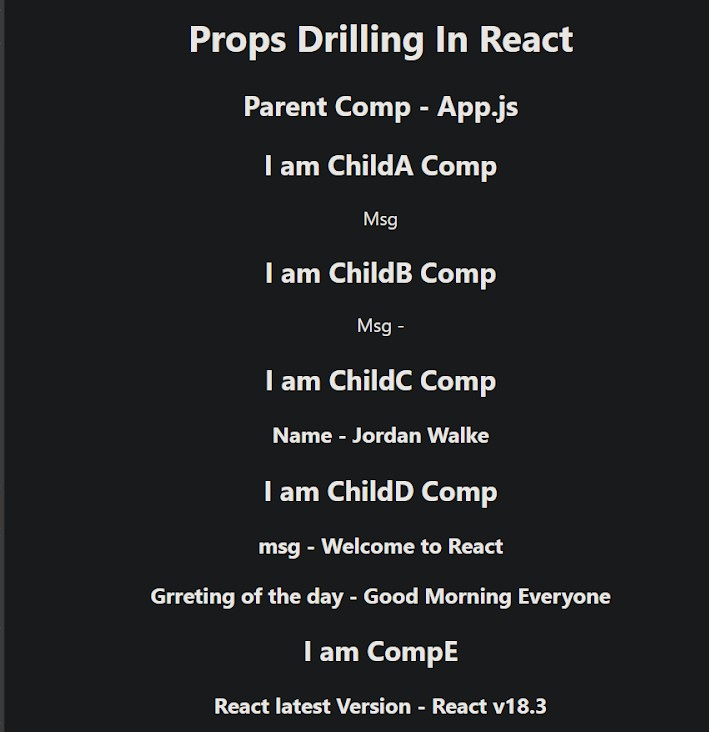 Props Drilling In React
Parent Comp - App.js
I am ChildA Comp
Msg
I am ChildB Comp
Msg -
I am ChildC Comp
Name - Jordan Walke
I am ChildD Comp
msg - Welcome to React
Grreting of the day - Good Morning Everyone
I am CompE
React latest Version - React v18.3